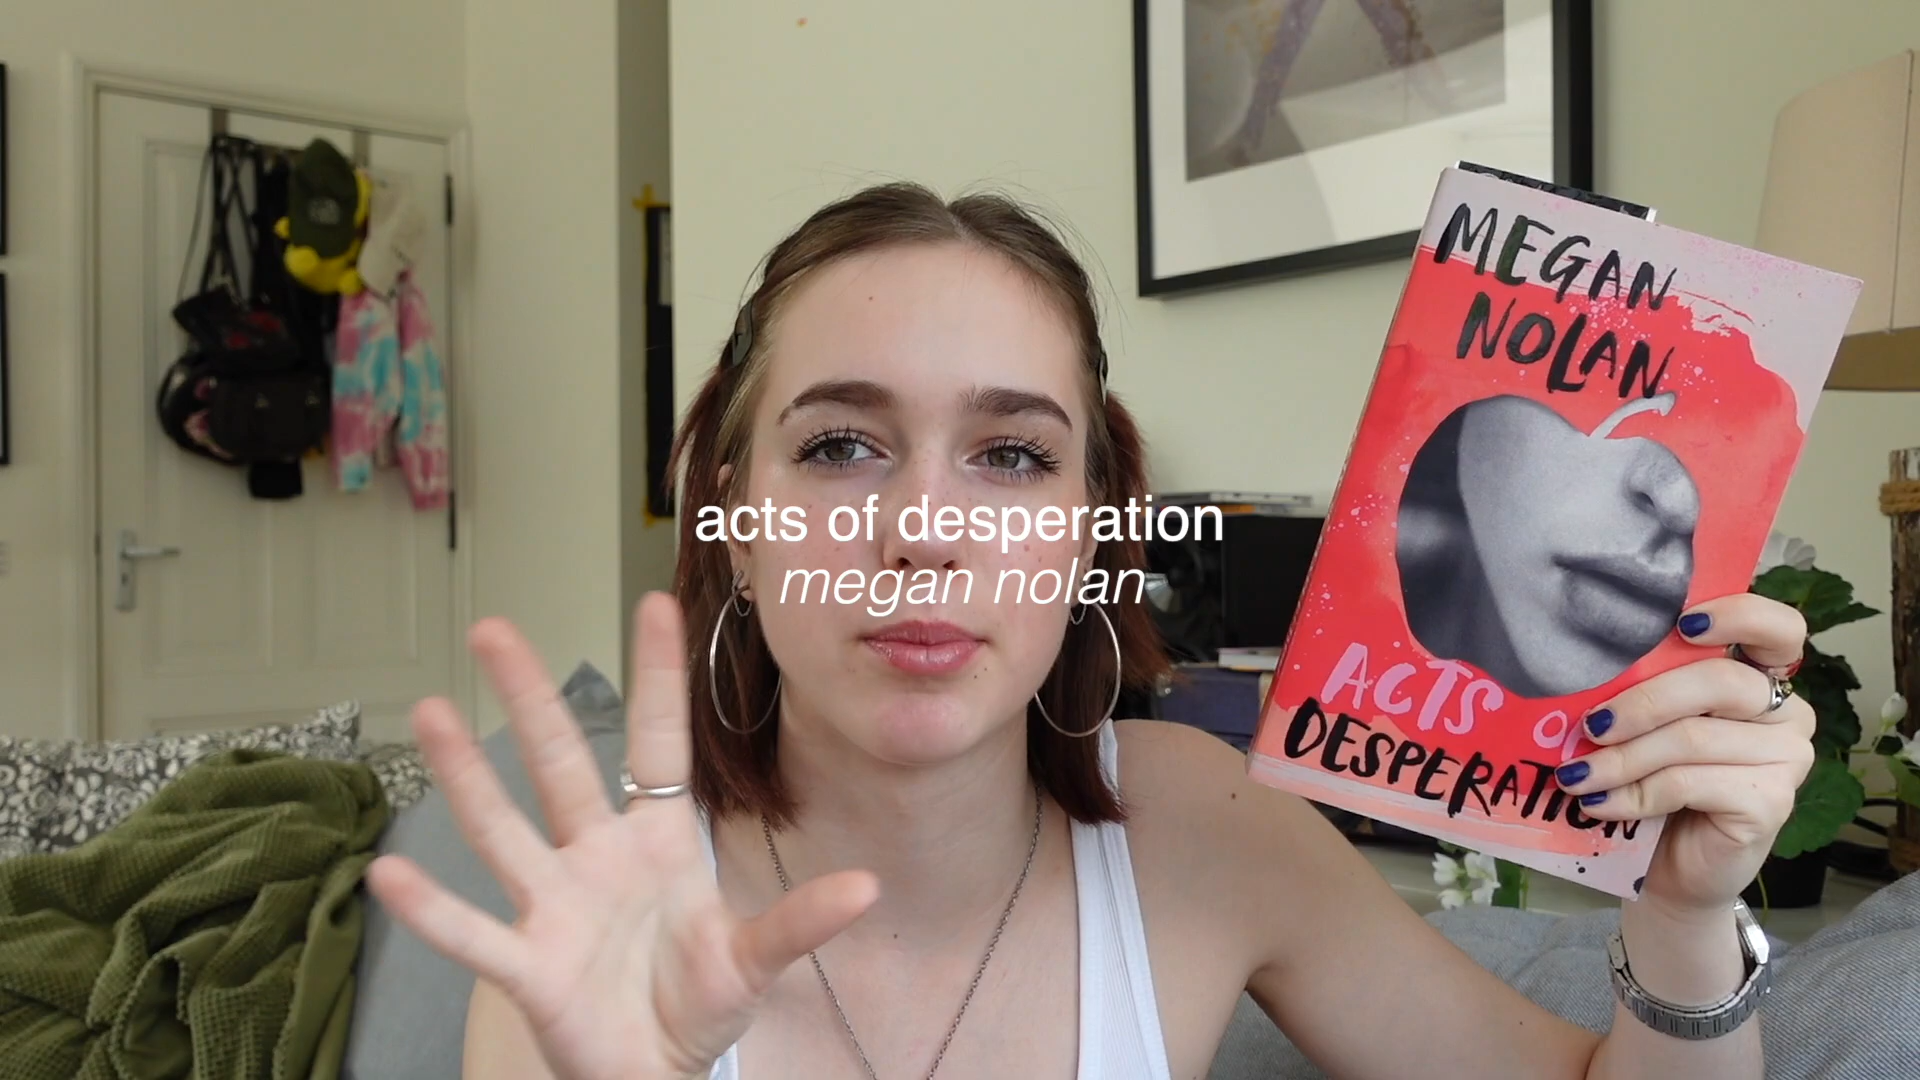 acts of desperation
megan nolan
MEGAN
NOLAN
ACTS OF
DESPERATION